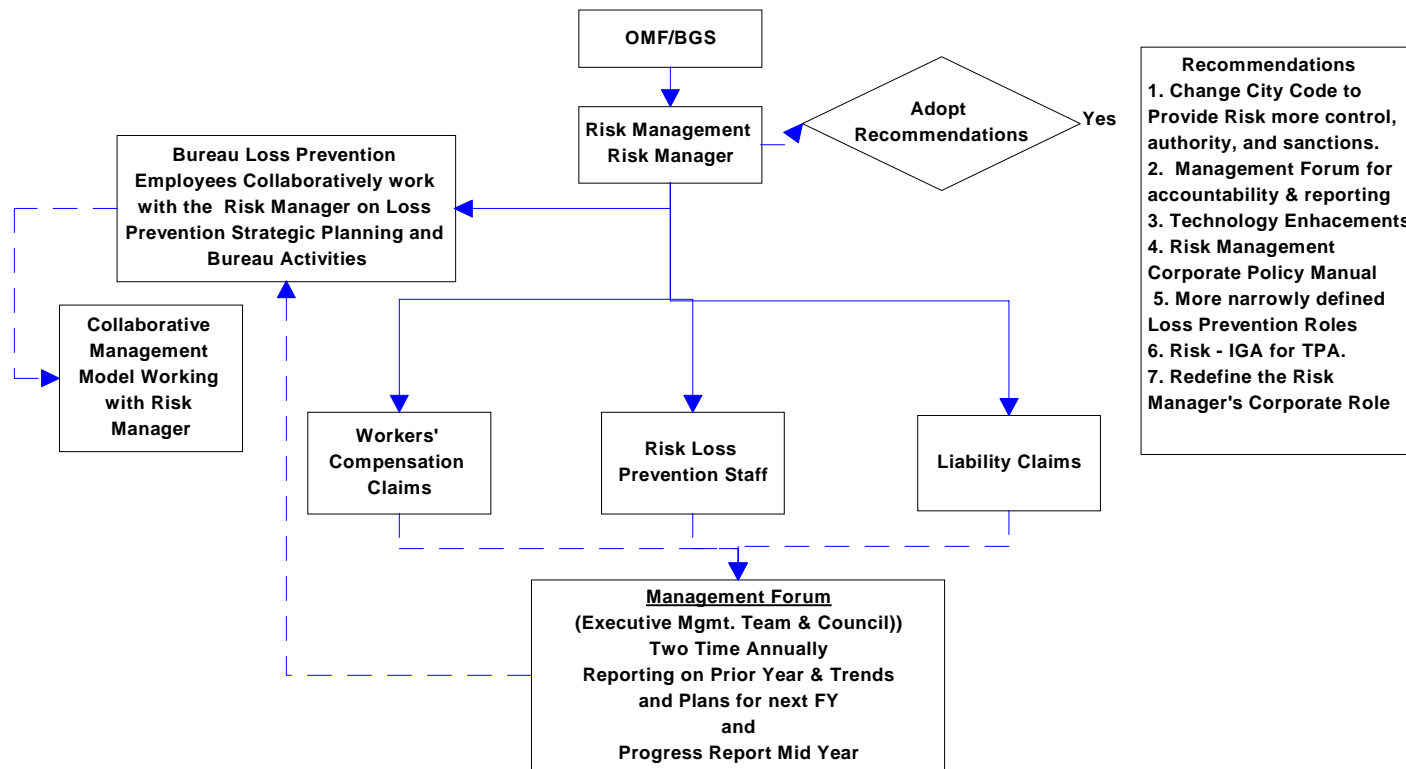 OMF/BGS
Risk Management
Risk Manager
Adopt
Recommendations
Yes
Recommendations
1. Change City Code to
Provide Risk more control,
authority, and sanctions.
2.  Management Forum for
accountability & reporting
3. Technology Enhacements
4. Risk Management
Corporate Policy Manual
5. More narrowly defined
Loss Prevention Roles
6. Risk - IGA for TPA.
7. Redefine the Risk
Manager's Corporate Role
Bureau Loss Prevention
Employees Collaboratively work
with the  Risk Manager on Loss
Prevention Strategic Planning and
Bureau Activities
Collaborative
Management
Model Working
with Risk
Manager
Workers'
Compensation
Claims
Risk Loss
Prevention Staff
Liability Claims
Management Forum
(Executive Mgmt. Team & Council))
Two Time Annually
Reporting on Prior Year & Trends
and Plans for next FY
and
Progress Report Mid Year